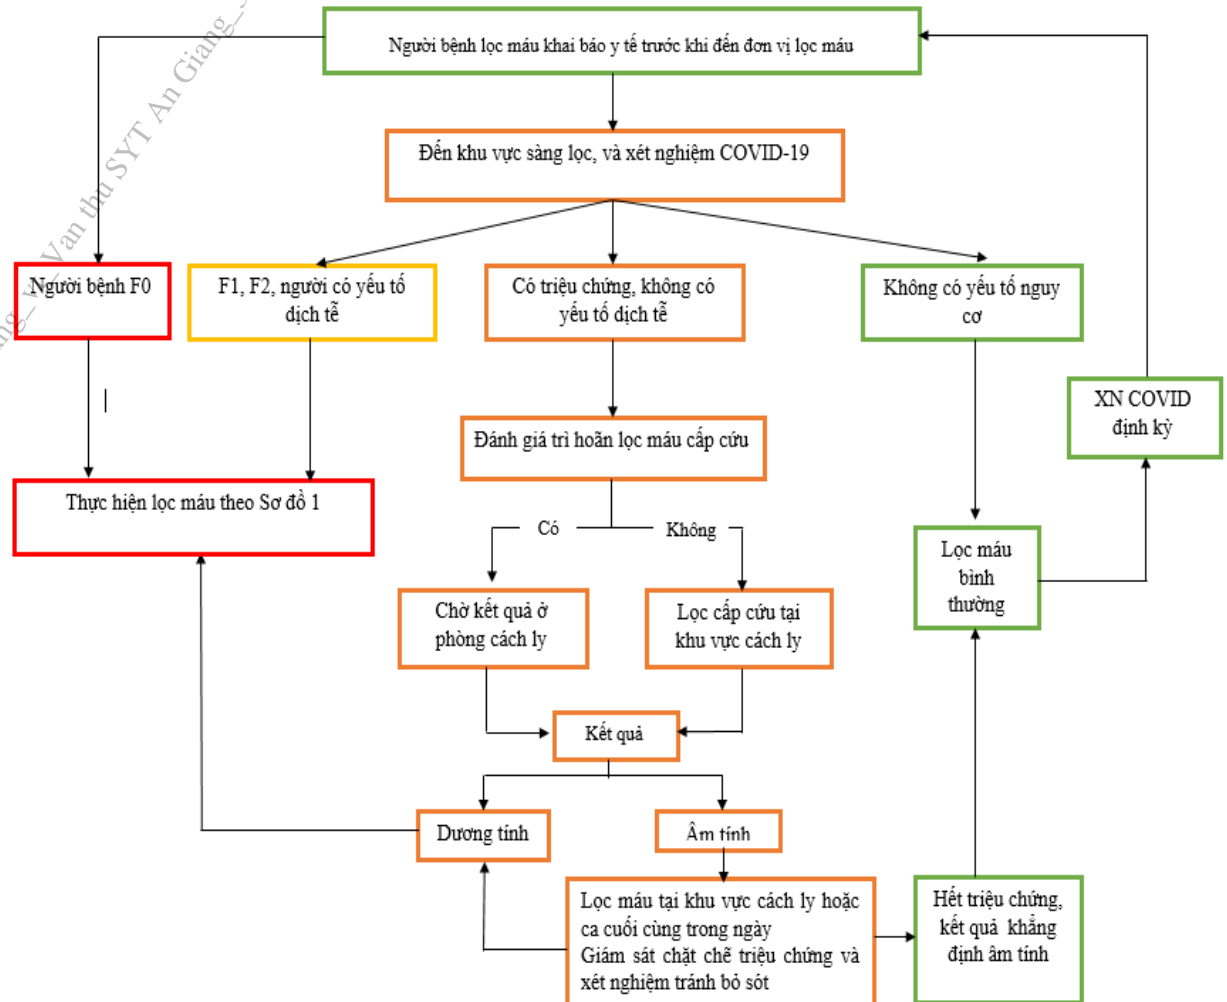 Người bệnh lọc máu khai báo y tế trước khi đến đơn vị lọc máu
Đến khu vực sàng lọc, và xét nghiệm COVID-19
Người bệnh F0
F1, F2, người có yếu tố
dịch tễ
Có triệu chứng, không có
yếu tố dịch tễ
Không có yếu tố nguy
cơ
XN COVID
định kỳ
Đánh giá trì hoãn lọc máu cấp cứu
Thực hiện lọc máu theo Sơ đồ 1
Có
Không
Lọc máu
bình
thường
Chờ kết quả ở
phòng cách ly
Lọc cấp cứu tại
khu vực cách ly
Kết quả
Dương tính
Âm tính
Lọc máu tại khu vực cách ly hoặc
ca cuối cùng trong ngày
Giám sát chặt chẽ triệu chứng và
xét nghiệm tránh bỏ sót
Hết triệu chứng,
kết quả khẳng
định âm tính
Van thu SYT An Giang_